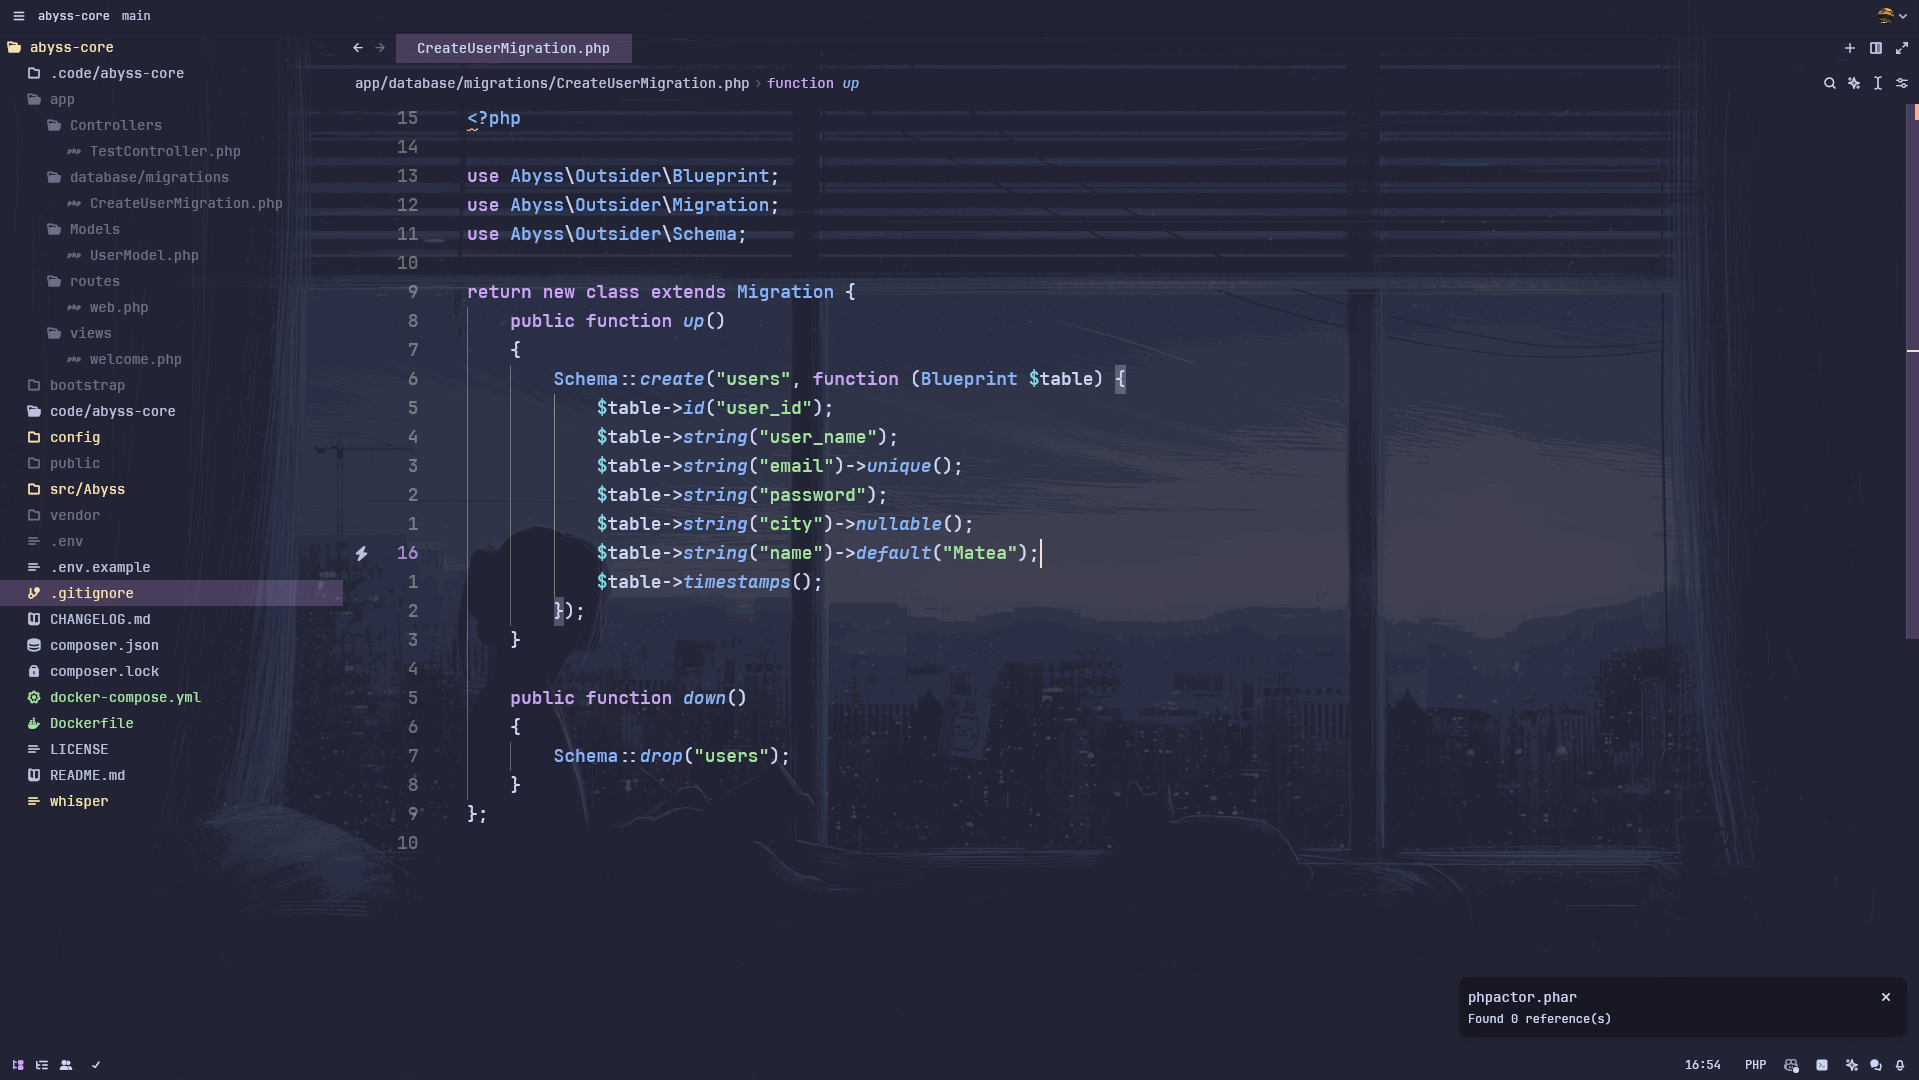 abyss-core main
abyss-core
.code/abyss-core
app
Controllers
php TestController.php
database/migrations
php CreateUserMigration.php
Models
php UserModel.php
routes
php web.php
views
php welcome.php
bootstrap
code/abyss-core
config
public
src/Abyss
vendor
.env
.env.example
.gitignore
CHANGELOG.md
composer.json
composer.lock
docker-compose.yml
Dockerfile
LICENSE
README.md
whisper
CreateUserMigration.php
app/database/migrations/CreateUserMigration.php › function up
15 <?php
14
13 use Abyss\Outsider\Blueprint;
12 use Abyss\Outsider\Migration;
11 use Abyss\Outsider\Schema;
10
9 return new class extends Migration {
8 public function up()
7 {
6 Schema::create("users", function (Blueprint $table) {
5 $table->id("user_id");
4 $table->string("user_name");
3 $table->string("email")->unique();
2 $table->string("password");
1 $table->string("city")->nullable();
16 $table->string("name")->default("Matea");
1 $table->timestamps();
2 });
3 }
4
5 public function down()
6 {
7 Schema::drop("users");
8 }
9 };
10
phpactor.phar
Found 0 reference(s)
16:54 PHP